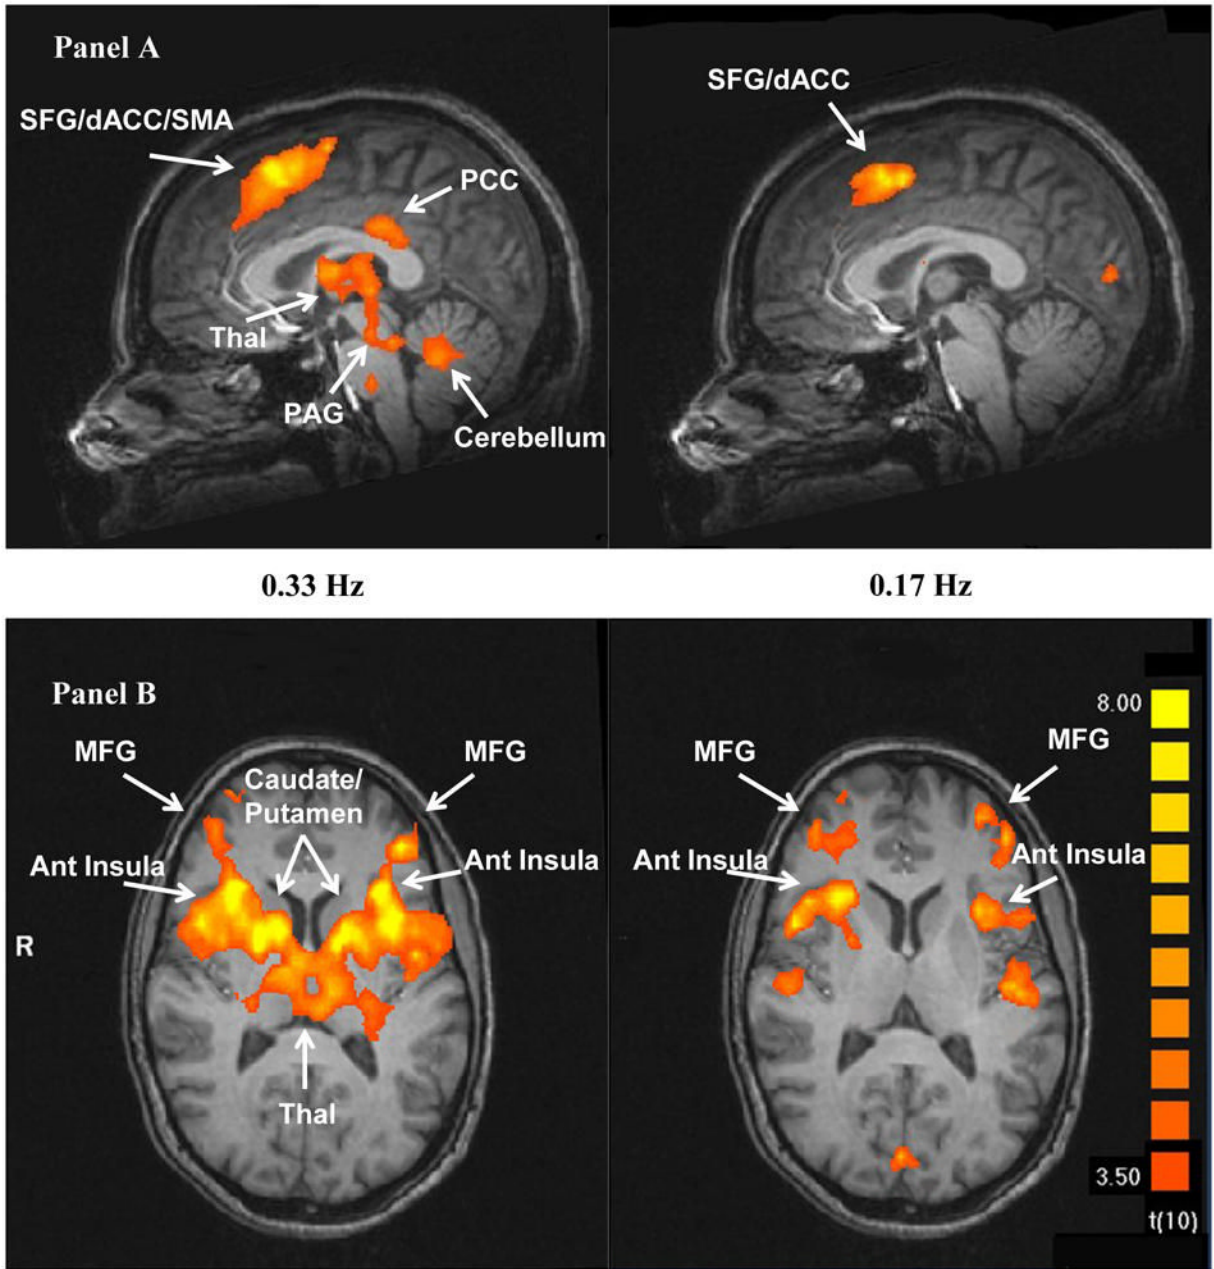 Panel A
SFG/dACC/SMA
PCC
Thal
PAG
Cerebellum
SFG/dACC
0.33 Hz
0.17 Hz
Panel B
MFG
MFG
Caudate/
Putamen
Ant Insula
Ant Insula
R
Thal
MFG
MFG
Ant Insula
Ant Insula
8.00
3.50
t(10)